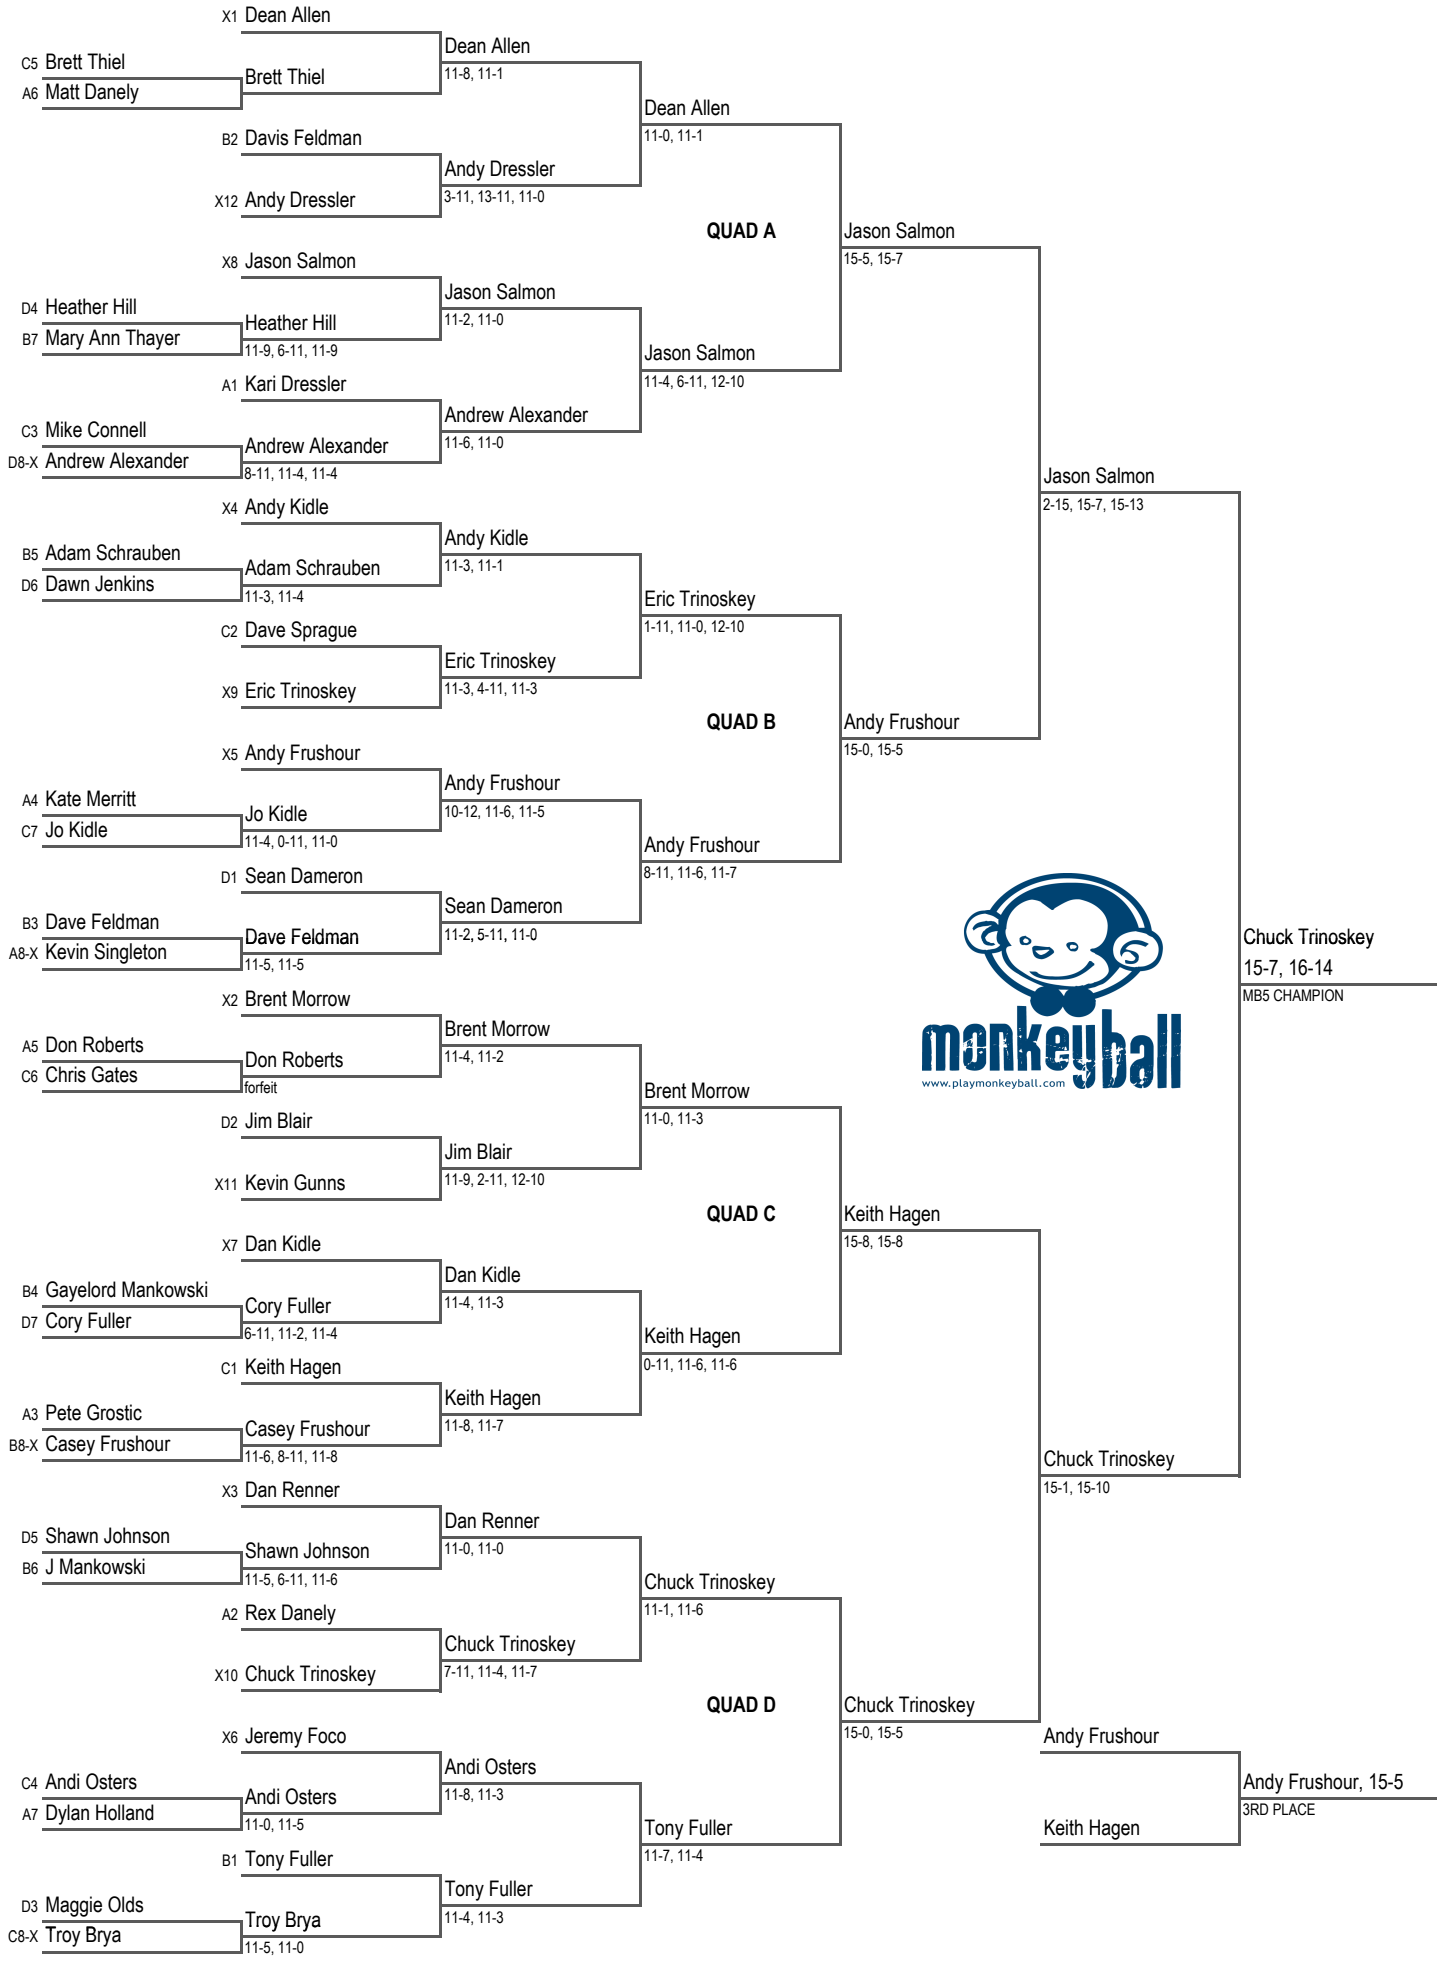 X1 Dean Allen
Dean Allen
C5 Brett Thiel
11-8, 11-1
Brett Thiel
A6 Matt Danely
Dean Allen
11-0, 11-1
B2 Davis Feldman
Andy Dressler
3-11, 13-11, 11-0
X12 Andy Dressler
QUAD A
Jason Salmon
15-5, 15-7
X8 Jason Salmon
Jason Salmon
11-2, 11-0
D4 Heather Hill
Heather Hill
B7 Mary Ann Thayer
11-9, 6-11, 11-9
Jason Salmon
11-4, 6-11, 12-10
A1 Kari Dressler
Andrew Alexander
11-6, 11-0
C3 Mike Connell
Andrew Alexander
D8-X Andrew Alexander
8-11, 11-4, 11-4
Jason Salmon
2-15, 15-7, 15-13
X4 Andy Kidle
Andy Kidle
11-3, 11-1
B5 Adam Schrauben
Adam Schrauben
D6 Dawn Jenkins
11-3, 11-4
Eric Trinoskey
1-11, 11-0, 12-10
C2 Dave Sprague
Eric Trinoskey
11-3, 4-11, 11-3
X9 Eric Trinoskey
QUAD B
Andy Frushour
15-0, 15-5
X5 Andy Frushour
Andy Frushour
10-12, 11-6, 11-5
A4 Kate Merritt
Jo Kidle
C7 Jo Kidle
11-4, 0-11, 11-0
Andy Frushour
8-11, 11-6, 11-7
D1 Sean Dameron
Sean Dameron
11-2, 5-11, 11-0
B3 Dave Feldman
Dave Feldman
A8-X Kevin Singleton
11-5, 11-5
Chuck Trinoskey
15-7, 16-14
MB5 CHAMPION
monkeyball
www.playmonkeyball.com
X2 Brent Morrow
Brent Morrow
11-4, 11-2
A5 Don Roberts
Don Roberts
C6 Chris Gates
forfeit
Brent Morrow
11-0, 11-3
D2 Jim Blair
Jim Blair
11-9, 2-11, 12-10
X11 Kevin Gunns
QUAD C
Keith Hagen
15-8, 15-8
X7 Dan Kidle
Dan Kidle
11-4, 11-3
B4 Gayelord Mankowski
Cory Fuller
D7 Cory Fuller
6-11, 11-2, 11-4
Keith Hagen
0-11, 11-6, 11-6
C1 Keith Hagen
Keith Hagen
11-8, 11-7
A3 Pete Grostic
Casey Frushour
B8-X Casey Frushour
11-6, 8-11, 11-8
Chuck Trinoskey
15-1, 15-10
X3 Dan Renner
Dan Renner
11-0, 11-0
D5 Shawn Johnson
Shawn Johnson
B6 J Mankowski
11-5, 6-11, 11-6
Chuck Trinoskey
11-1, 11-6
A2 Rex Danely
Chuck Trinoskey
7-11, 11-4, 11-7
X10 Chuck Trinoskey
QUAD D
Chuck Trinoskey
15-0, 15-5
X6 Jeremy Foco
Andi Osters
11-8, 11-3
C4 Andi Osters
Andi Osters
A7 Dylan Holland
11-0, 11-5
Tony Fuller
11-7, 11-4
B1 Tony Fuller
Tony Fuller
11-4, 11-3
D3 Maggie Olds
Troy Brya
C8-X Troy Brya
11-5, 11-0
Andy Frushour
Andy Frushour, 15-5
3RD PLACE
Keith Hagen